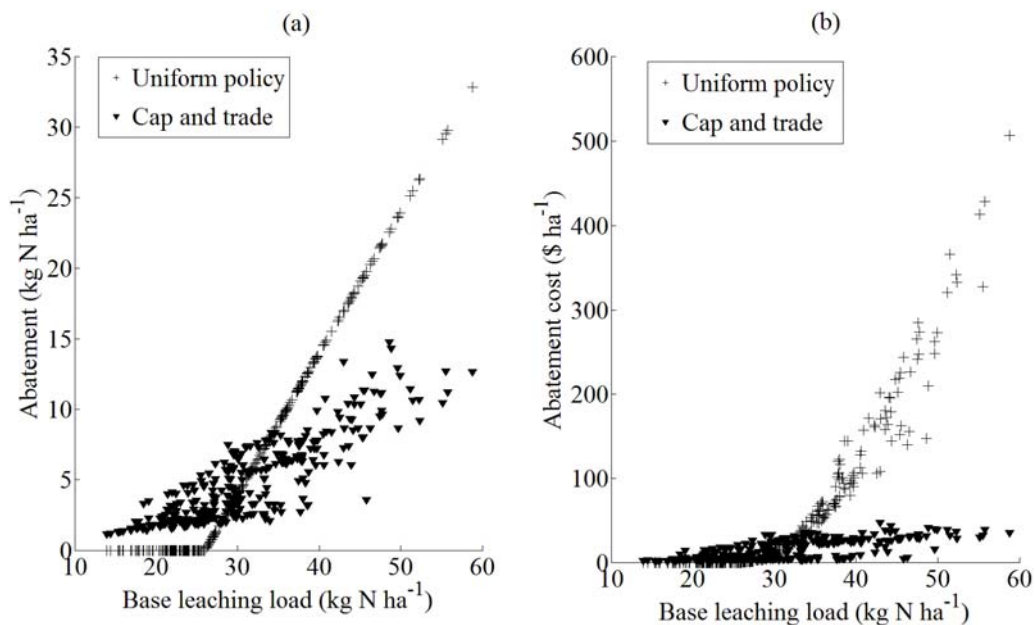 (a)
Uniform policy
Cap and trade
Abatement (kg N ha-1)
35
30
25
20
15
10
5
0
10 20 30 40 50 60
Base leaching load (kg N ha-1)
(b)
Uniform policy
Cap and trade
Abatement cost ($ ha-1)
600
500
400
300
200
100
0
10 20 30 40 50 60
Base leaching load (kg N ha-1)